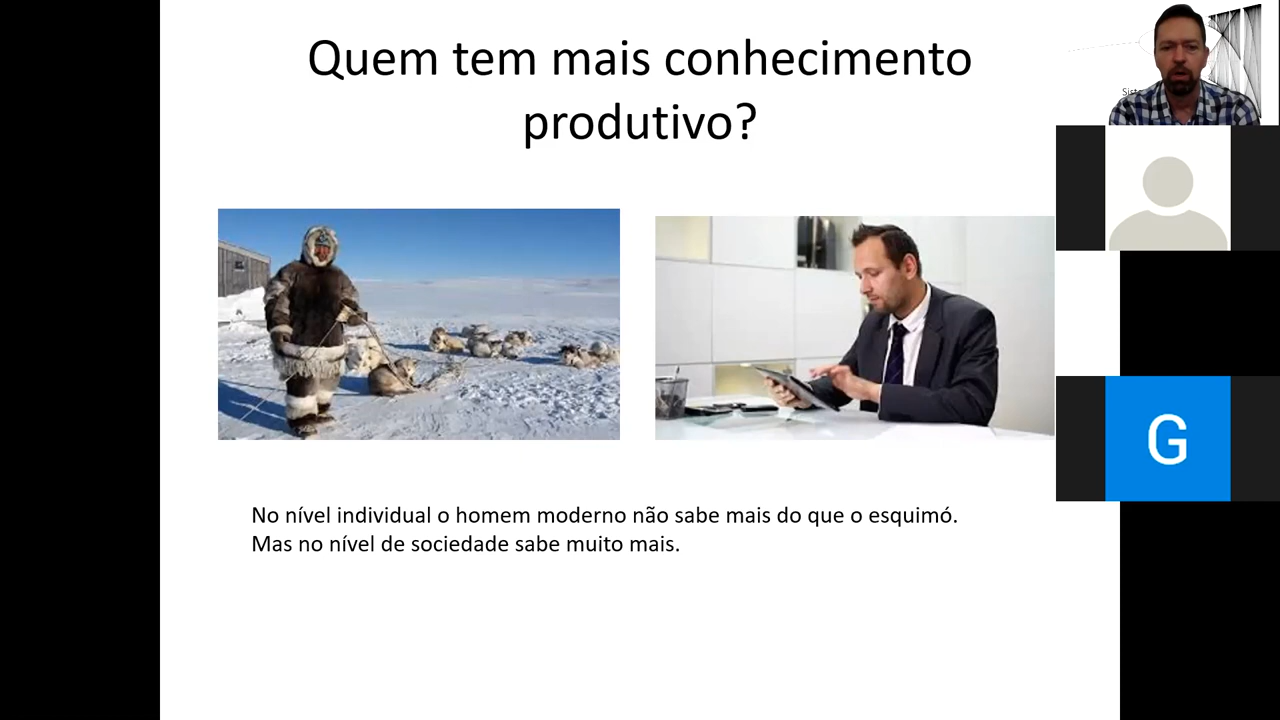 Quem tem mais conhecimento
produtivo?
No nível individual o homem moderno não sabe mais do que o esquimó.
Mas no nível de sociedade sabe muito mais.
G